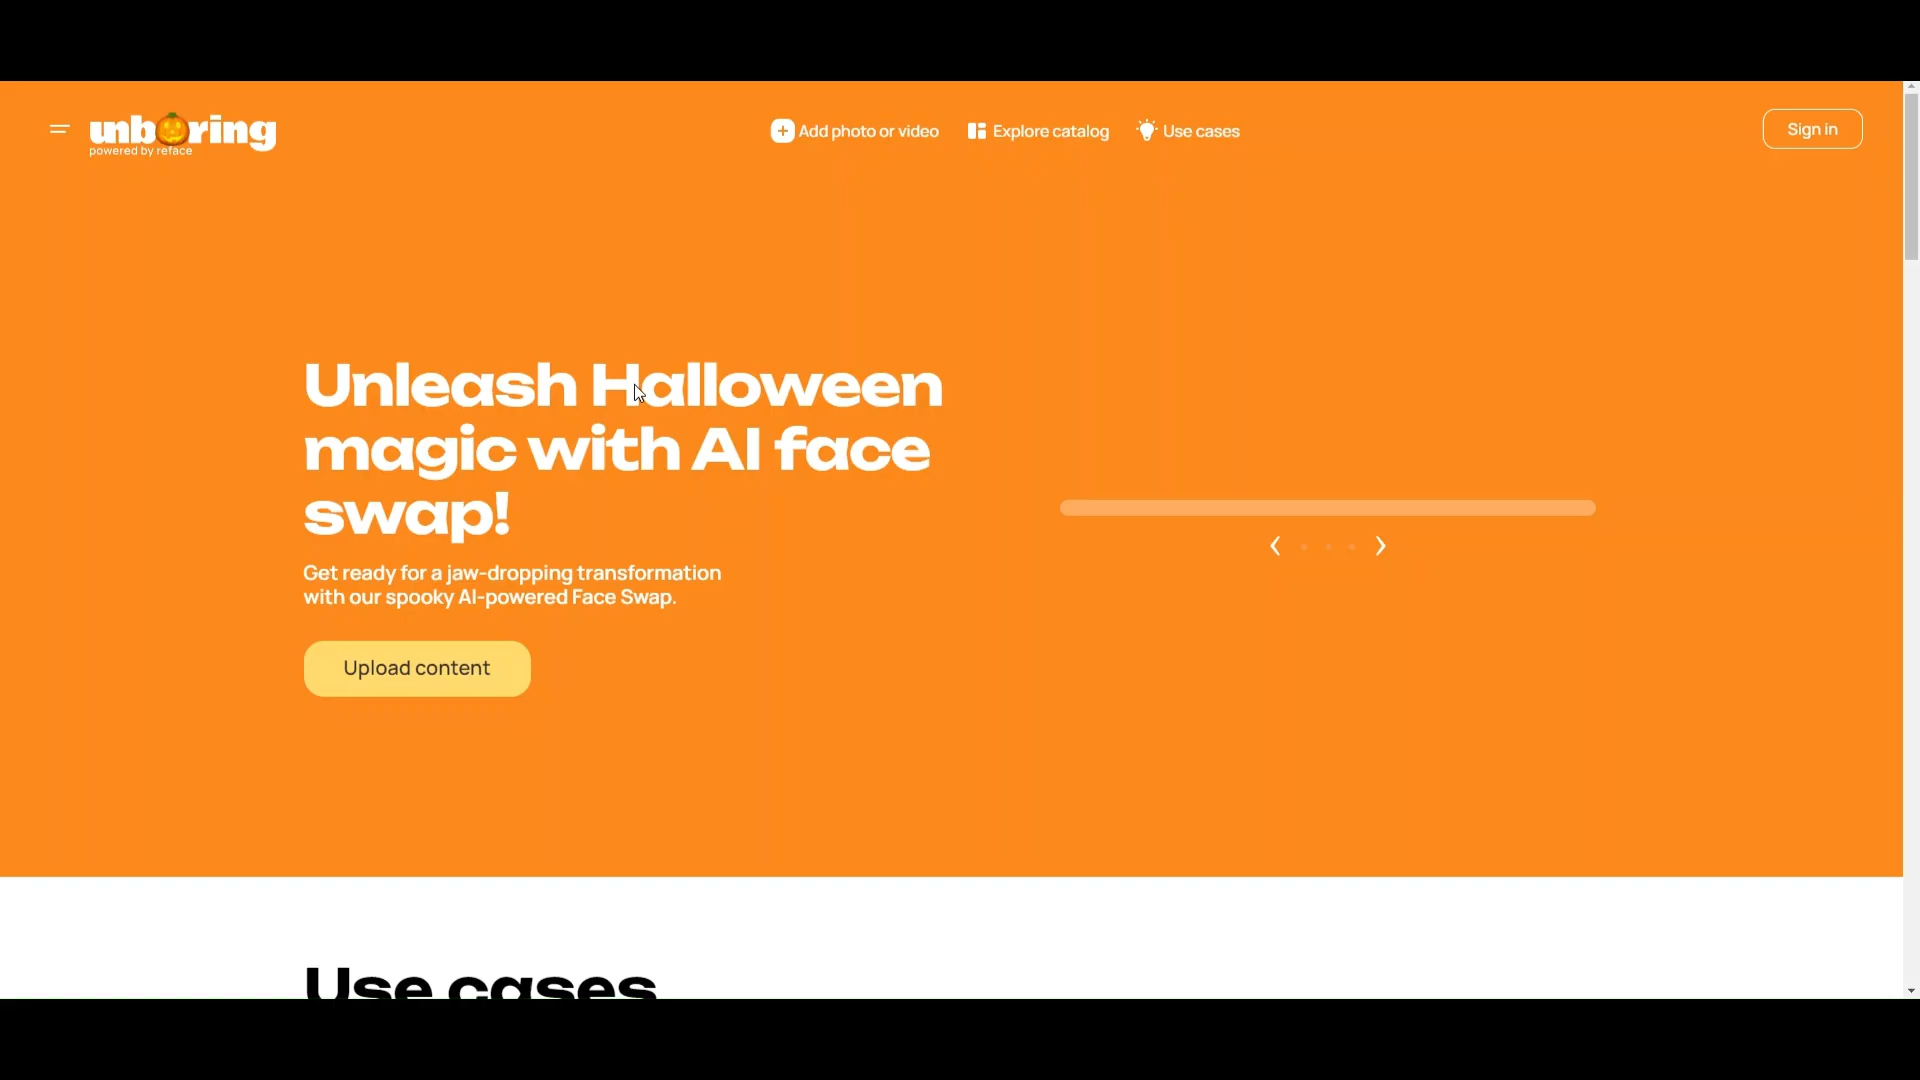 unboring
powered by reface
Add photo or video
Explore catalog
Use cases
Sign in
Unleash Halloween
magic with AI face
swap!
Get ready for a jaw-dropping transformation
with our spooky AI-powered Face Swap.
Upload content
Use cases